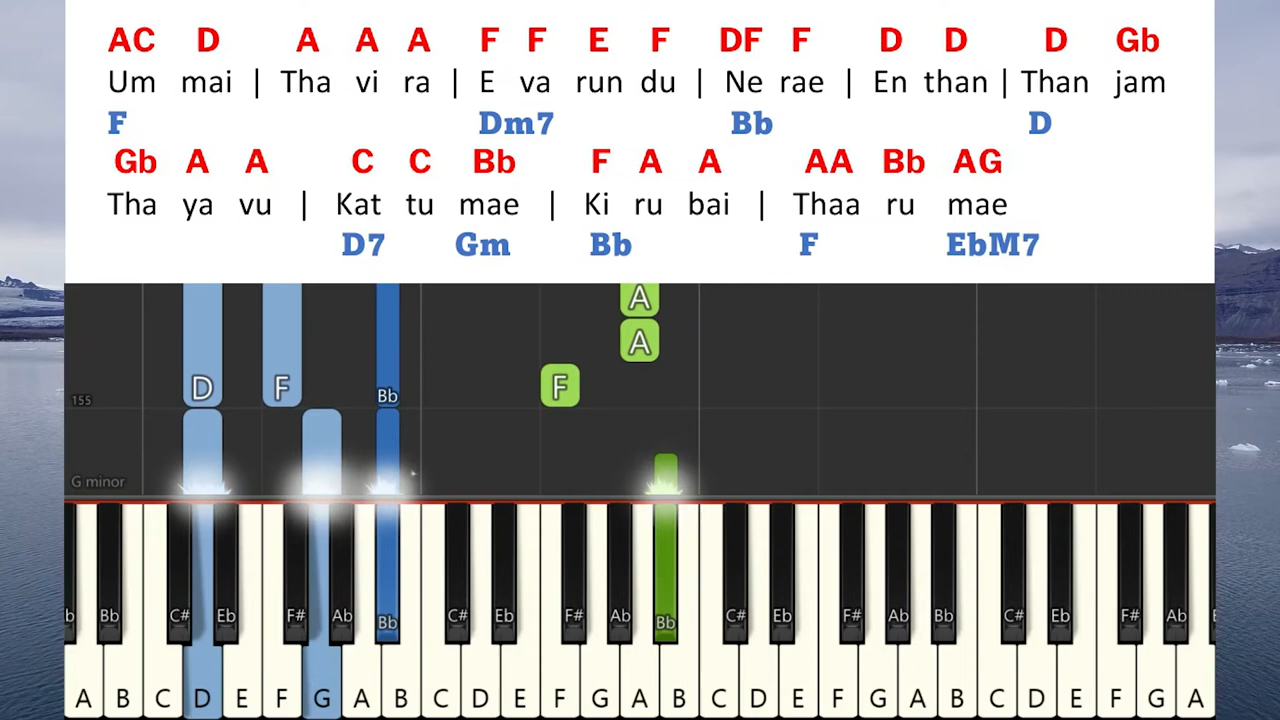 AC D A A A F F E F DF F D D D Gb
Um mai | Tha vi ra | E va run du | Ne rae | En than | Than jam
F Dm7 Bb D
Gb A A C C Bb F A A AA Bb AG
Tha ya vu | Kat tu mae | Ki ru bai | Thaa ru mae
D7 Gm Bb F EbM7
A
A
D F Bb F
155
G minor
b Bb C# Eb F# Ab Bb C# Eb F# Ab Bb C# Eb F# Ab Bb C# Eb F# Ab E
A B C D E F G A B C D E F G A B C D E F G A B C D E F G A